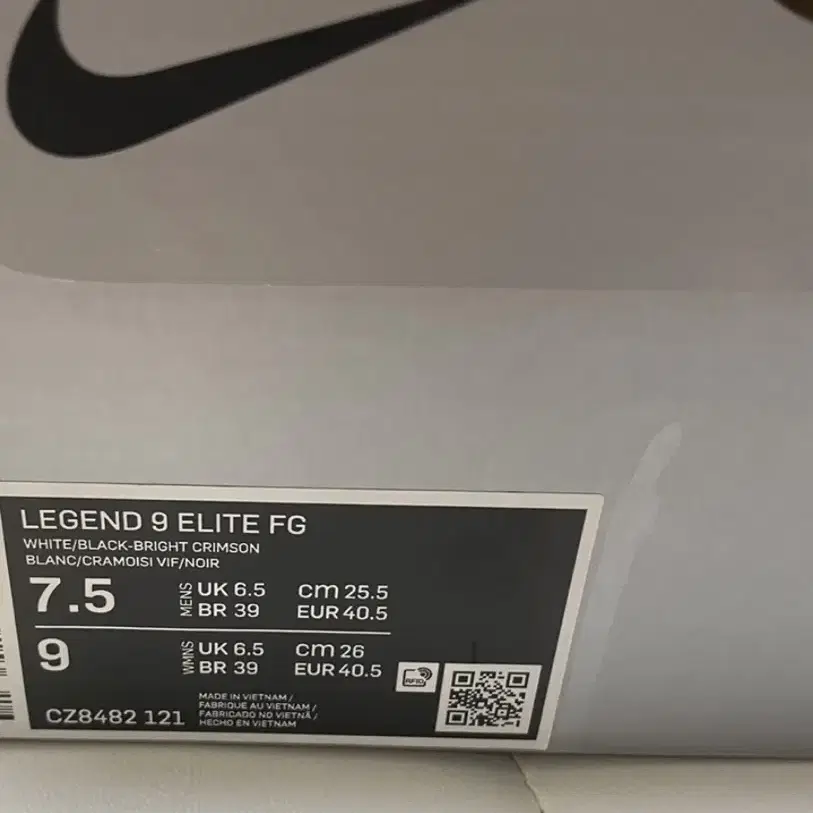 LEGEND 9 ELITE FG
WHITE/BLACK-BRIGHT CRIMSON
BLANC/CRAMOISI VIF/NOIR
7.5 MENS UK 6.5 cm 25.5
BR 39 EUR 40.5
9 WMNS UK 6.5 cm 26
BR 39 EUR 40.5
RFID
CZ8482 121
MADE IN VIETNAM /
FABRIQUE AU VIETNAM /
FABRICADO NO VIETNÃ /
HECHO EN VIETNAM